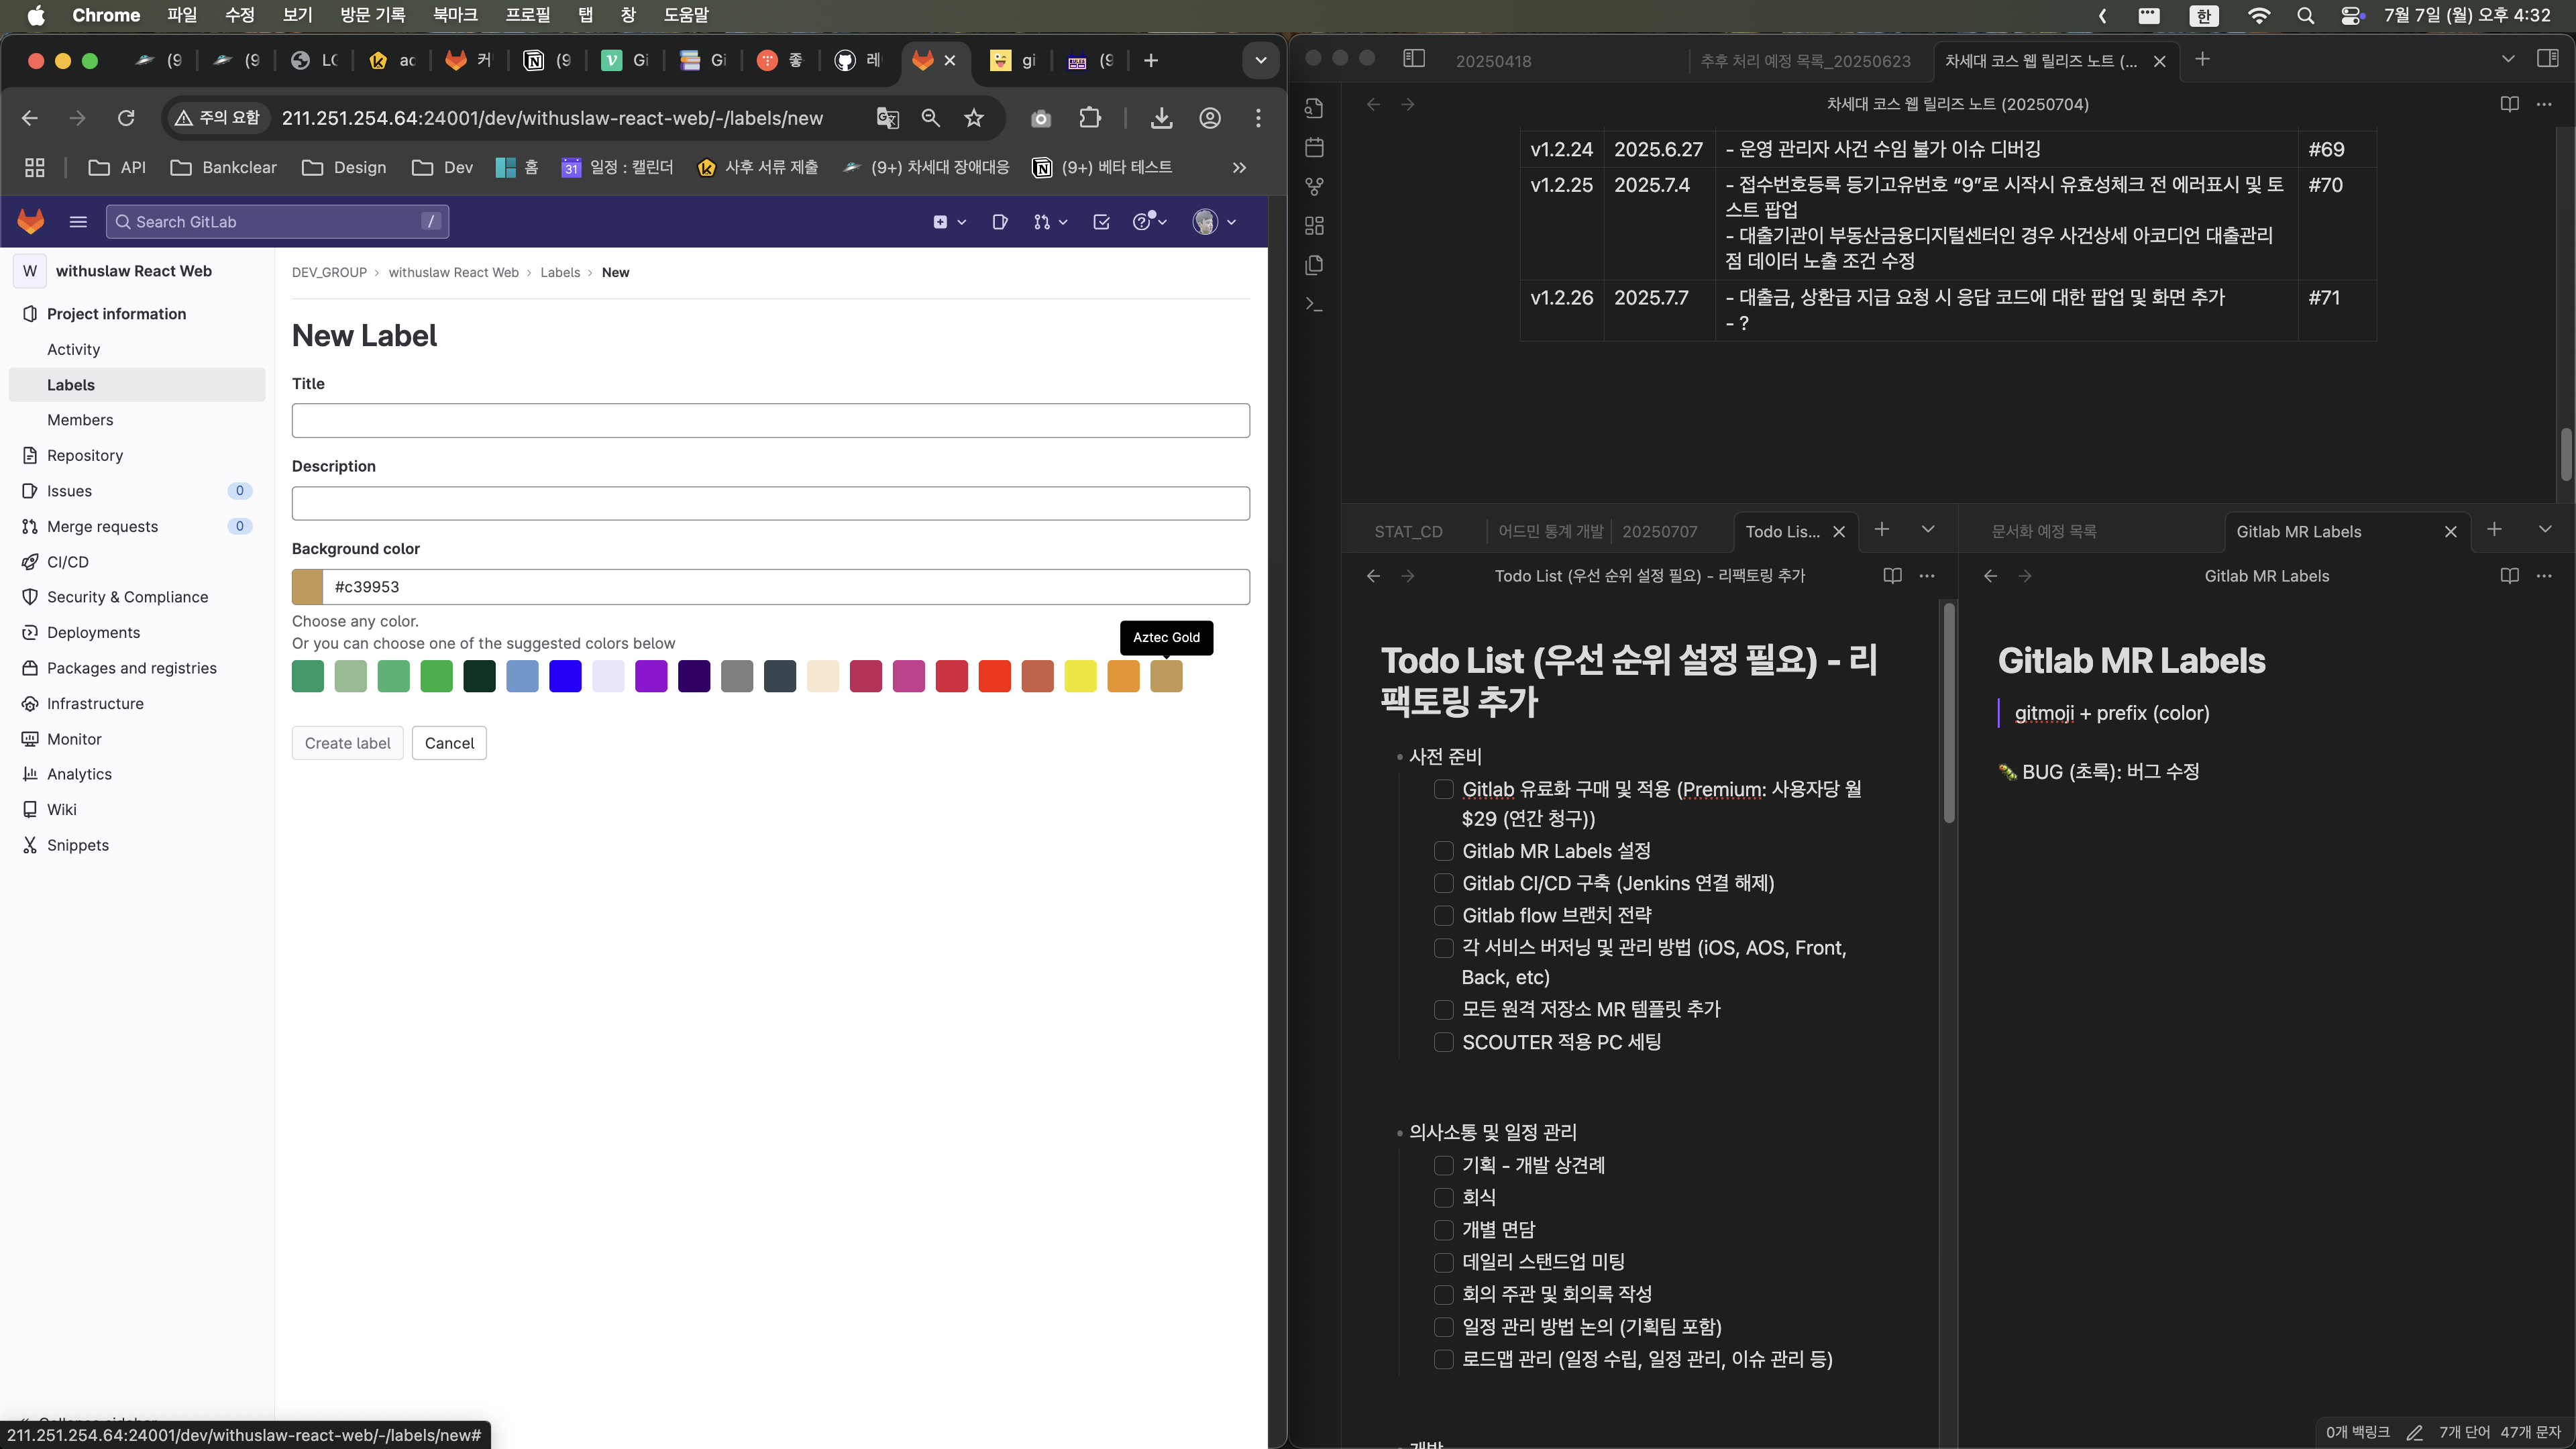 Chrome 파일 수정 보기 방문 기록 북마크 프로필 탭 창 도움말
한 7월 7일 (월) 오후 4:32
(9 (9 LO ac 커 (9 Gi Gi 좋 레 gi (9
주의 요함 211.251.254.64:24001/dev/withuslaw-react-web/-/labels/new
API Bankclear Design Dev 홈 31 일정 : 캘린더 사후 서류 제출 (9+) 차세대 장애대응 (9+) 베타 테스트
Search GitLab /
W withuslaw React Web
Project information
Activity
Labels
Members
Repository
Issues 0
Merge requests 0
CI/CD
Security & Compliance
Deployments
Packages and registries
Infrastructure
Monitor
Analytics
Wiki
Snippets
211.251.254.64:24001/dev/withuslaw-react-web/-/labels/new#
DEV_GROUP › withuslaw React Web › Labels › New
New Label
Title
Description
Background color
#c39953
Choose any color.
Or you can choose one of the suggested colors below
Aztec Gold
Create label Cancel
20250418 추후 처리 예정 목록_20250623 차세대 코스 웹 릴리즈 노트 (...
차세대 코스 웹 릴리즈 노트 (20250704)
v1.2.24 2025.6.27 - 운영 관리자 사건 수임 불가 이슈 디버깅 #69
v1.2.25 2025.7.4 - 접수번호등록 등기고유번호 “9”로 시작시 유효성체크 전 에러표시 및 토 #70
스트 팝업
- 대출기관이 부동산금융디지털센터인 경우 사건상세 아코디언 대출관리
점 데이터 노출 조건 수정
v1.2.26 2025.7.7 - 대출금, 상환급 지급 요청 시 응답 코드에 대한 팝업 및 화면 추가 #71
- ?
STAT_CD 어드민 통계 개발 20250707 Todo Lis...
Todo List (우선 순위 설정 필요) - 리팩토링 추가
Todo List (우선 순위 설정 필요) - 리
팩토링 추가
사전 준비
Gitlab 유료화 구매 및 적용 (Premium: 사용자당 월
$29 (연간 청구))
Gitlab MR Labels 설정
Gitlab CI/CD 구축 (Jenkins 연결 해제)
Gitlab flow 브랜치 전략
각 서비스 버저닝 및 관리 방법 (iOS, AOS, Front,
Back, etc)
모든 원격 저장소 MR 템플릿 추가
SCOUTER 적용 PC 세팅
의사소통 및 일정 관리
기획 - 개발 상견례
회식
개별 면담
데일리 스탠드업 미팅
회의 주관 및 회의록 작성
일정 관리 방법 논의 (기획팀 포함)
로드맵 관리 (일정 수립, 일정 관리, 이슈 관리 등)
문서화 예정 목록 Gitlab MR Labels
Gitlab MR Labels
Gitlab MR Labels
gitmoji + prefix (color)
🐛 BUG (초록): 버그 수정
0개 백링크 7개 단어 47개 문자